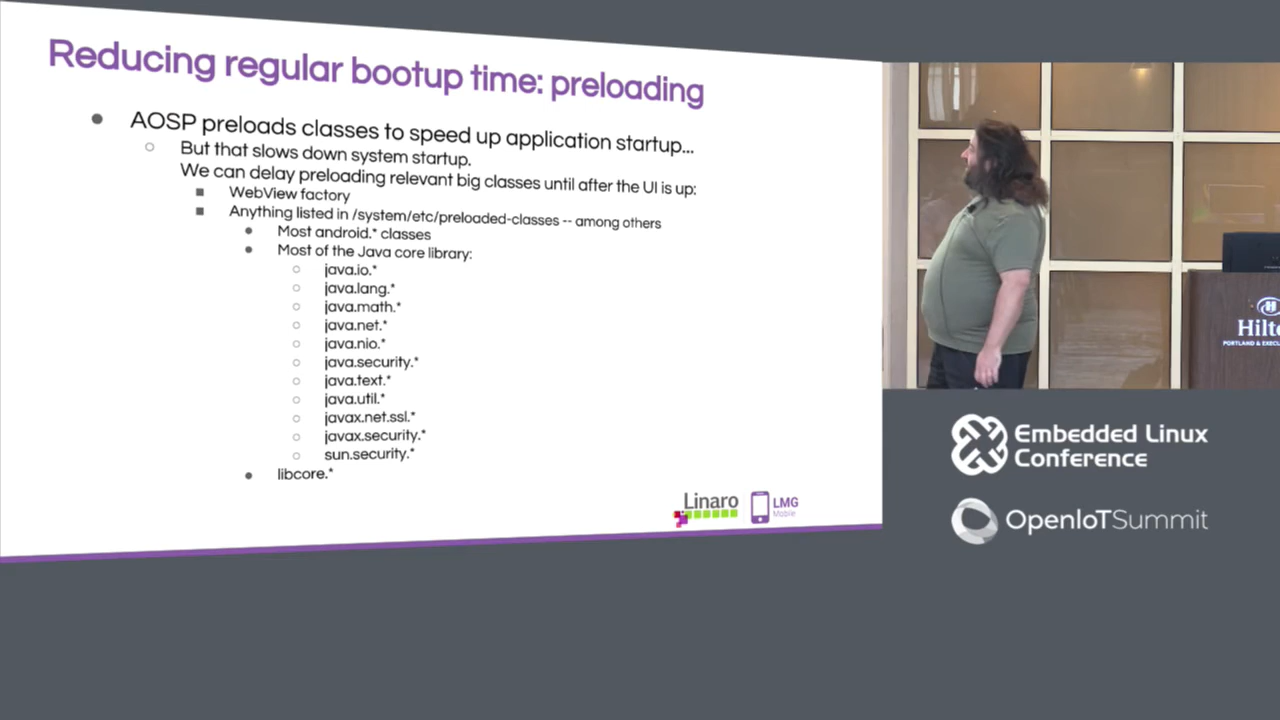 Reducing regular bootup time: preloading
AOSP preloads classes to speed up application startup...
But that slows down system startup.
We can delay preloading relevant big classes until after the UI is up:
WebView factory
Anything listed in /system/etc/preloaded-classes -- among others
Most android.* classes
Most of the Java core library:
java.io.*
java.lang.*
java.math.*
java.net.*
java.nio.*
java.security.*
java.text.*
java.util.*
javax.net.ssl.*
javax.security.*
sun.security.*
libcore.*
Linaro
LMG
Mobile
Hilt
PORTLAND & EXECU
Embedded Linux
Conference
OpenIoTSummit